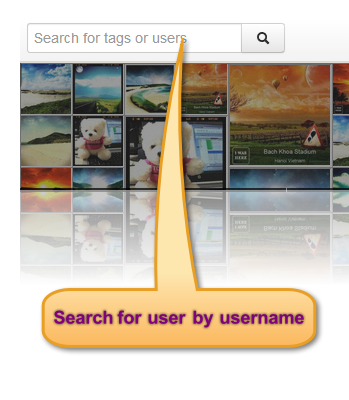 Search for tags or users
I WAS
HERE
Bach Khoa Stadium
Hanoi Vietnam
Search for user by username